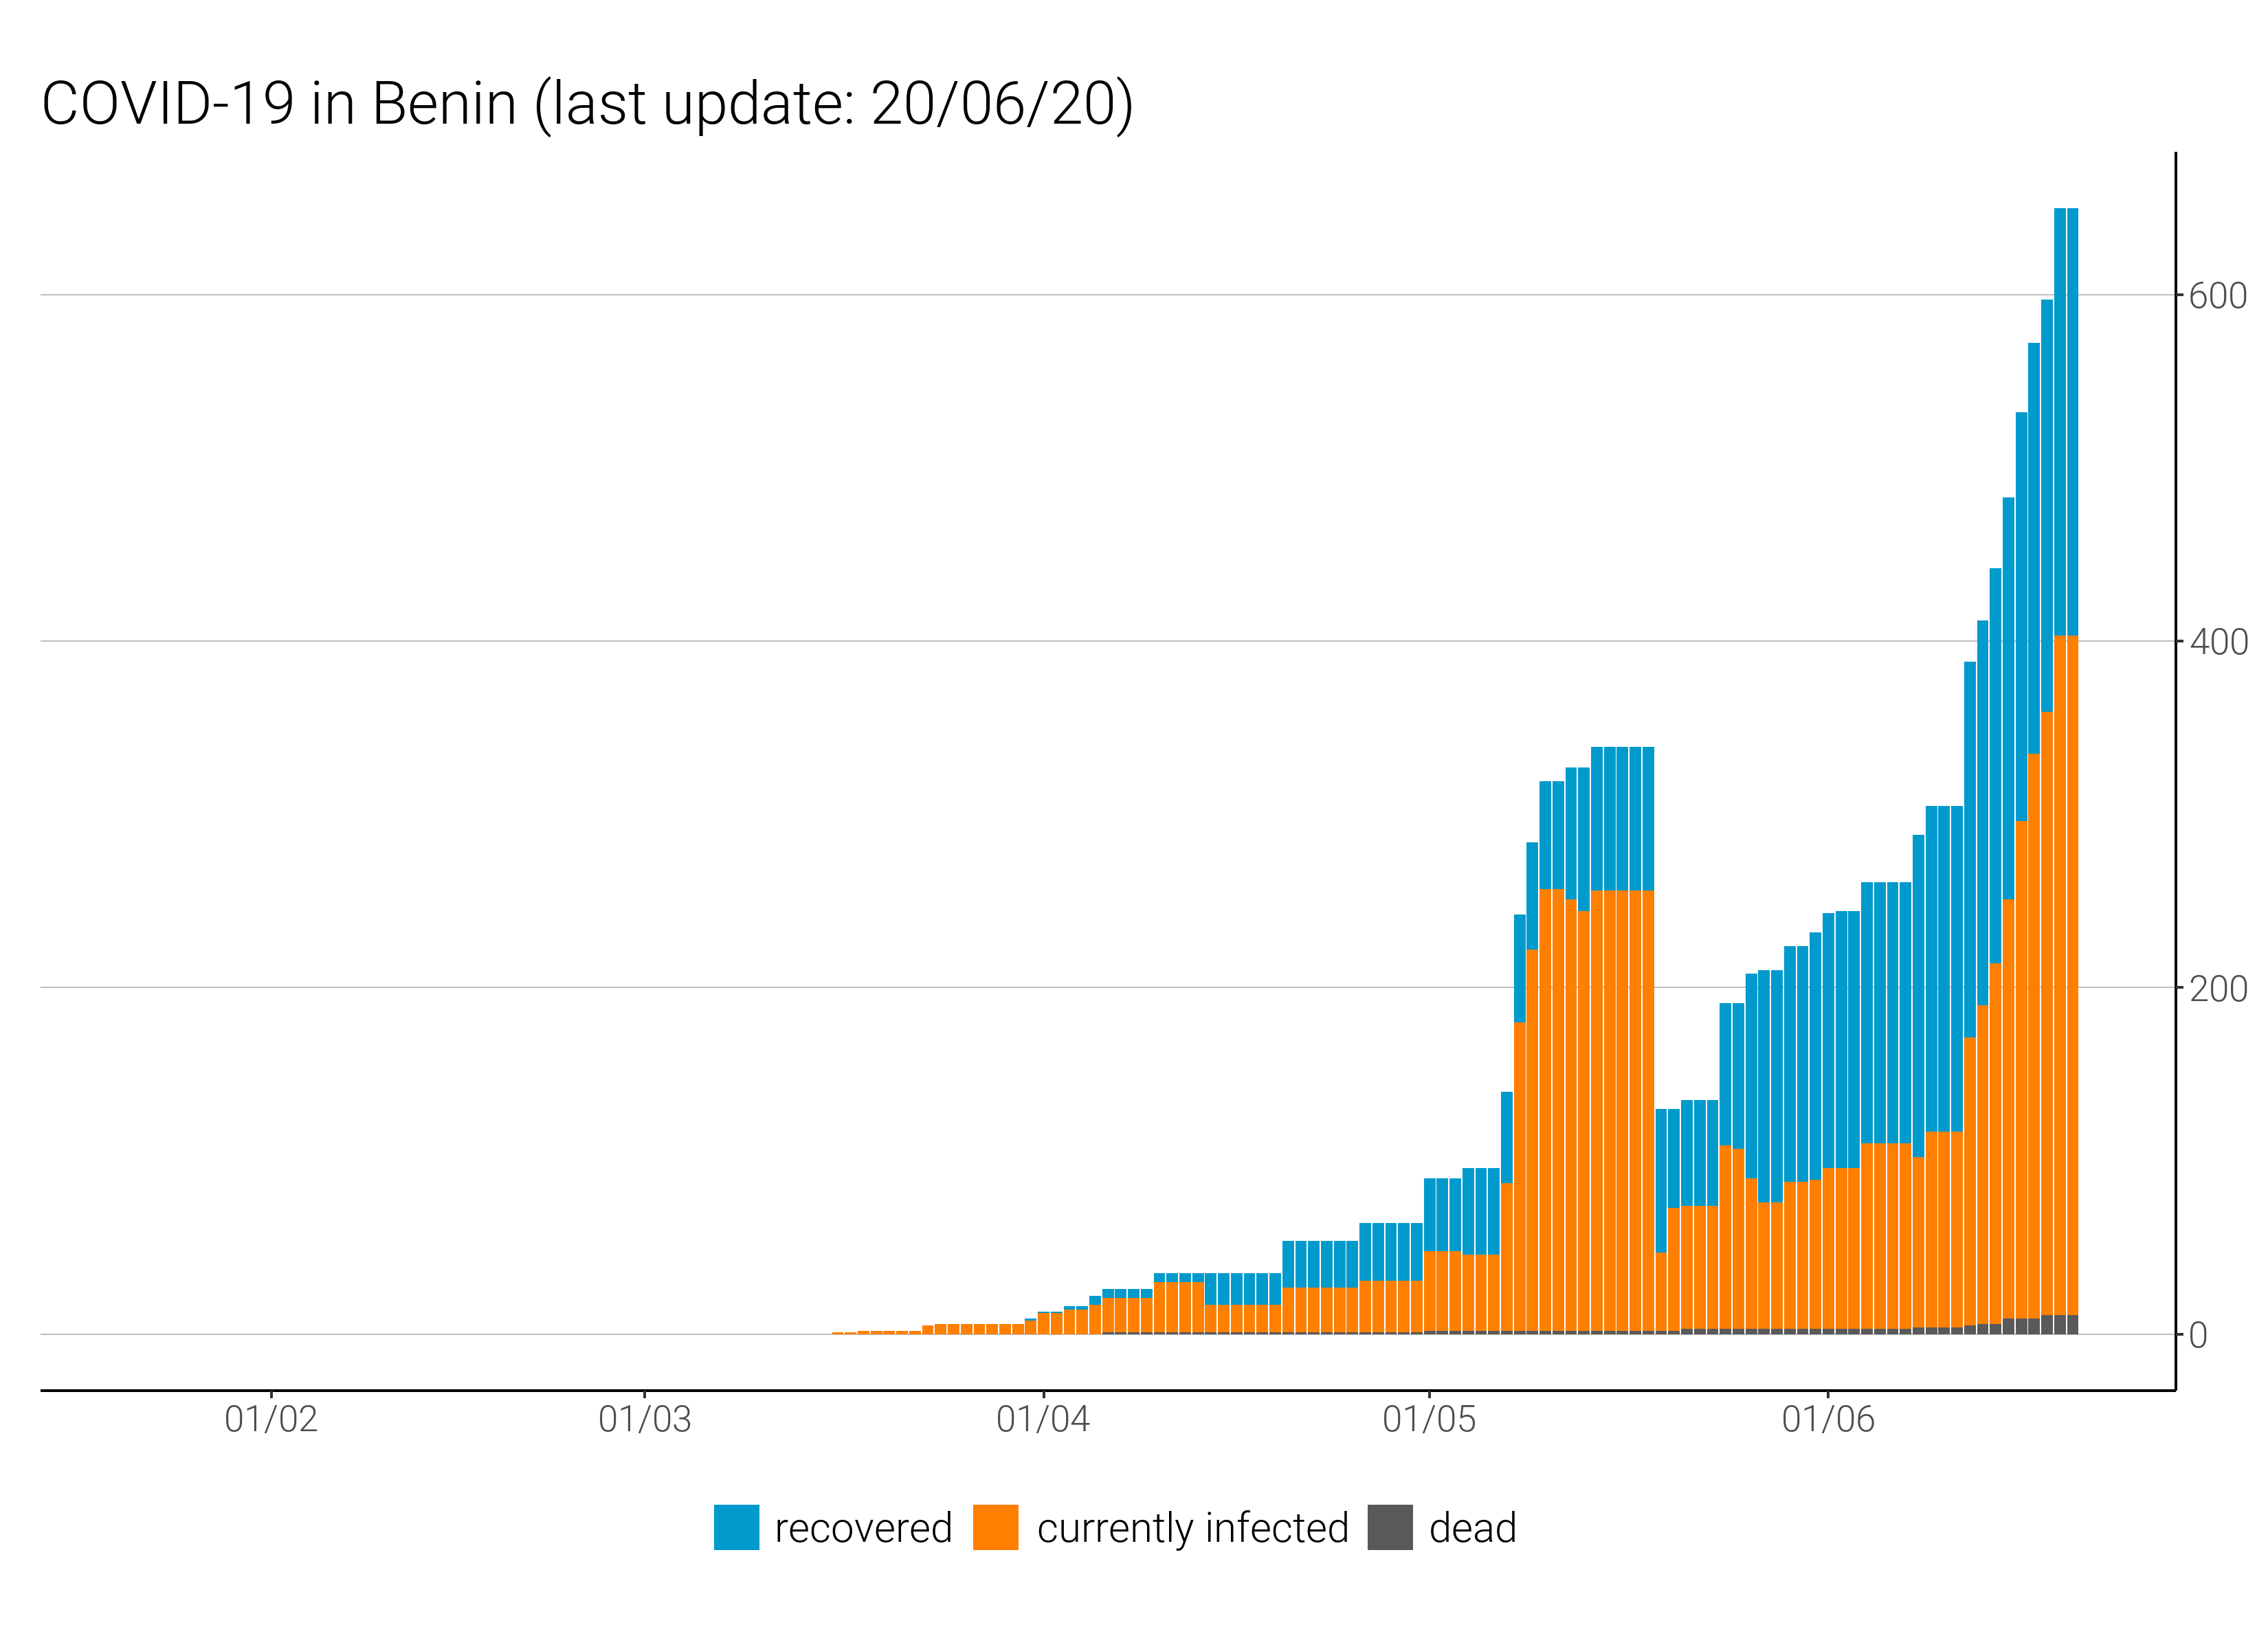 COVID-19 in Benin (last update: 20/06/20)
600
400
200
0
01/02 01/03 01/04 01/05 01/06
recovered currently infected dead